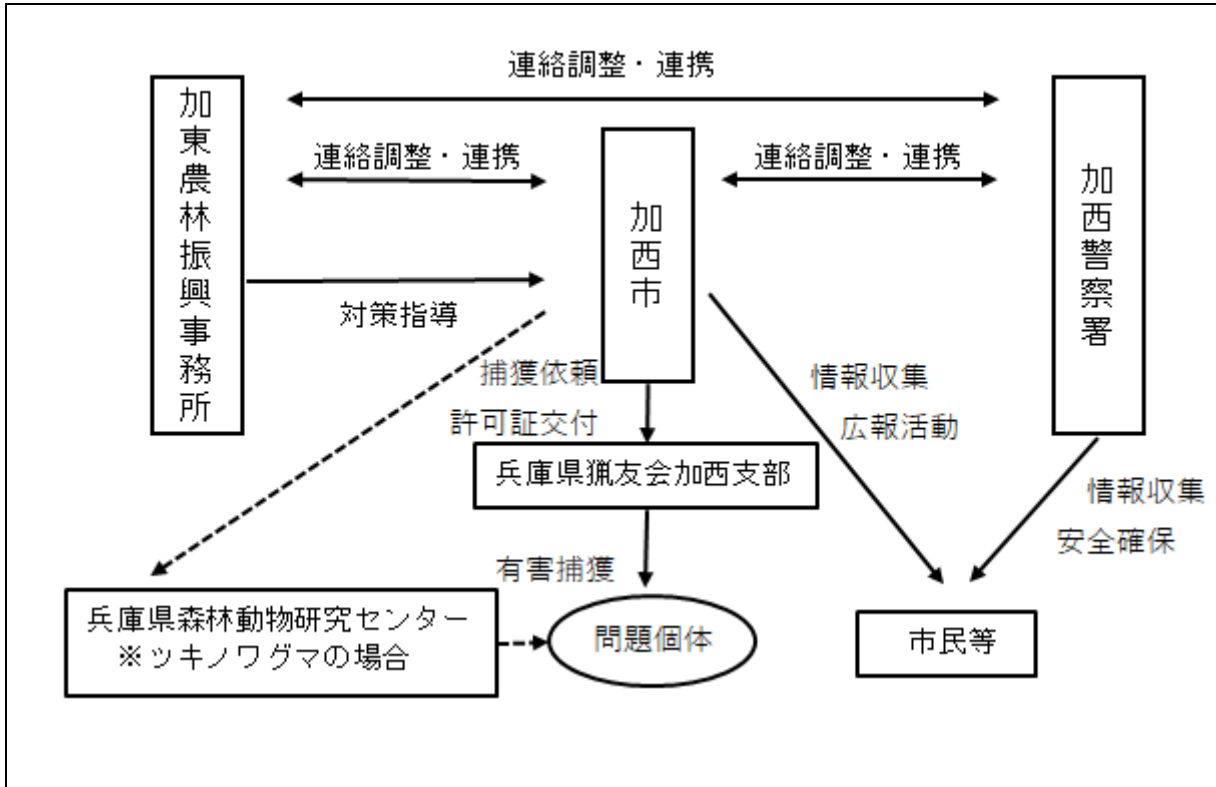 連絡調整・連携
加東農林振興事務所
連絡調整・連携
加西市
連絡調整・連携
加西警察署
対策指導
捕獲依頼
許可証交付
情報収集
広報活動
兵庫県猟友会加西支部
情報収集
安全確保
有害捕獲
兵庫県森林動物研究センター
※ツキノワグマの場合
問題個体
市民等